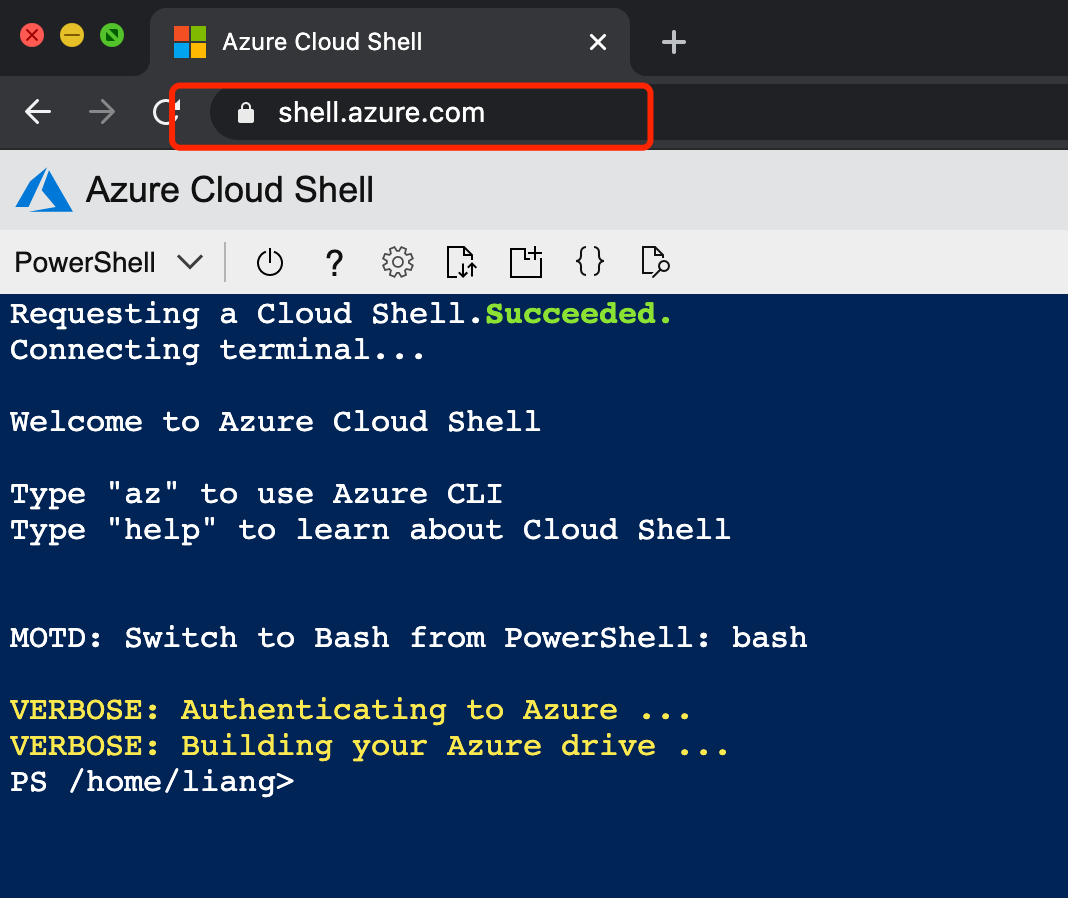 Azure Cloud Shell
shell.azure.com
Azure Cloud Shell
PowerShell
Requesting a Cloud Shell.Succeeded.
Connecting terminal...
Welcome to Azure Cloud Shell
Type "az" to use Azure CLI
Type "help" to learn about Cloud Shell
MOTD: Switch to Bash from PowerShell: bash
VERBOSE: Authenticating to Azure ...
VERBOSE: Building your Azure drive ...
PS /home/liang>